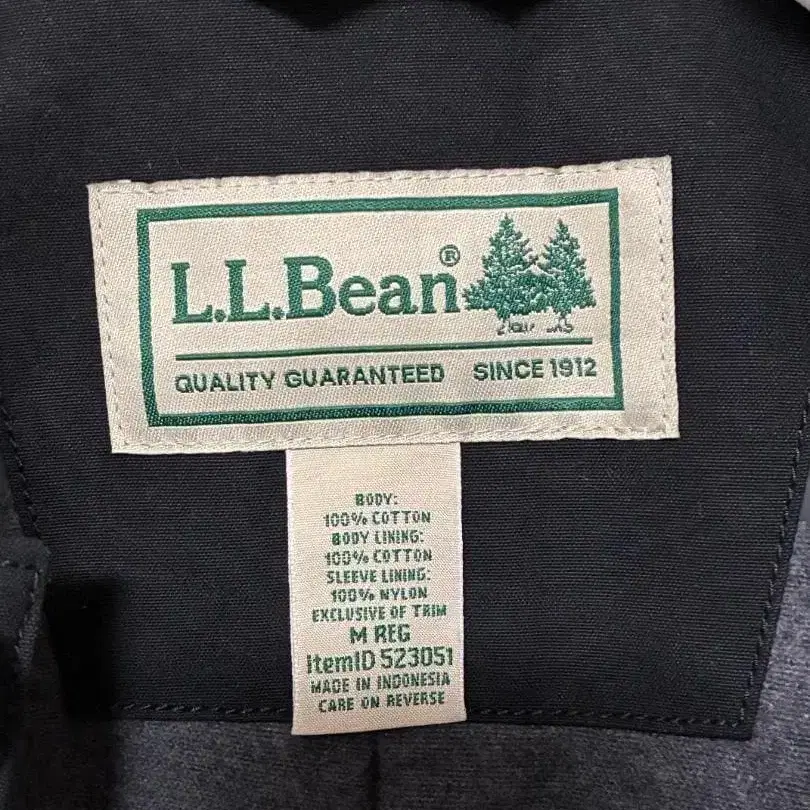 L.L.Bean®
QUALITY GUARANTEED SINCE 1912
BODY:
100% COTTON
BODY LINING:
100% COTTON
SLEEVE LINING:
100% NYLON
EXCLUSIVE OF TRIM
M REG
ItemID 523051
MADE IN INDONESIA
CARE ON REVERSE